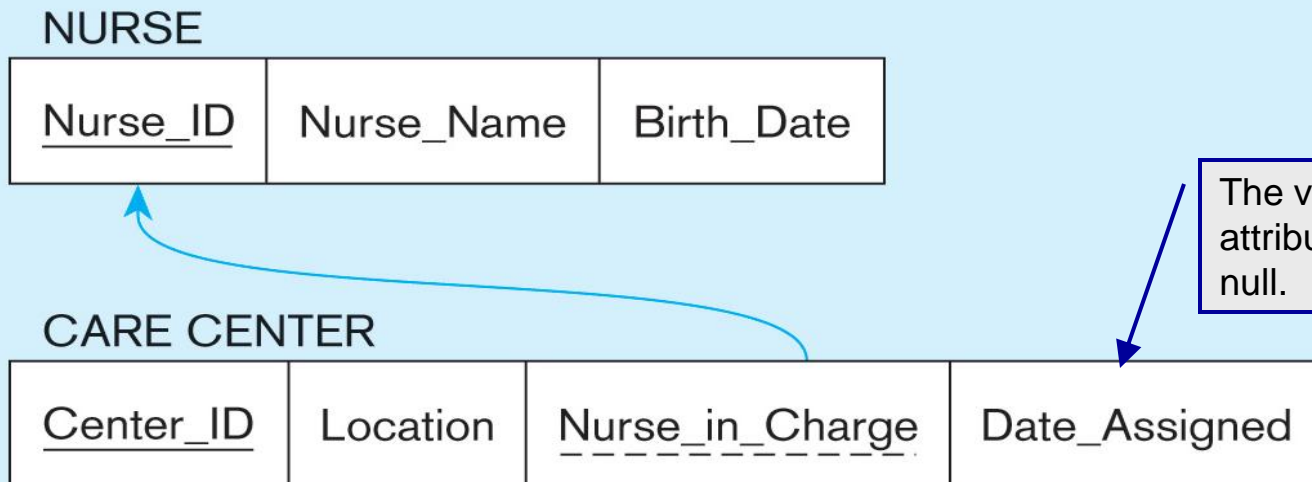 NURSE
Nurse_ID Nurse_Name Birth_Date
The
attribu
null.
CARE CENTER
Center_ID Location Nurse_in_Charge Date_Assigned